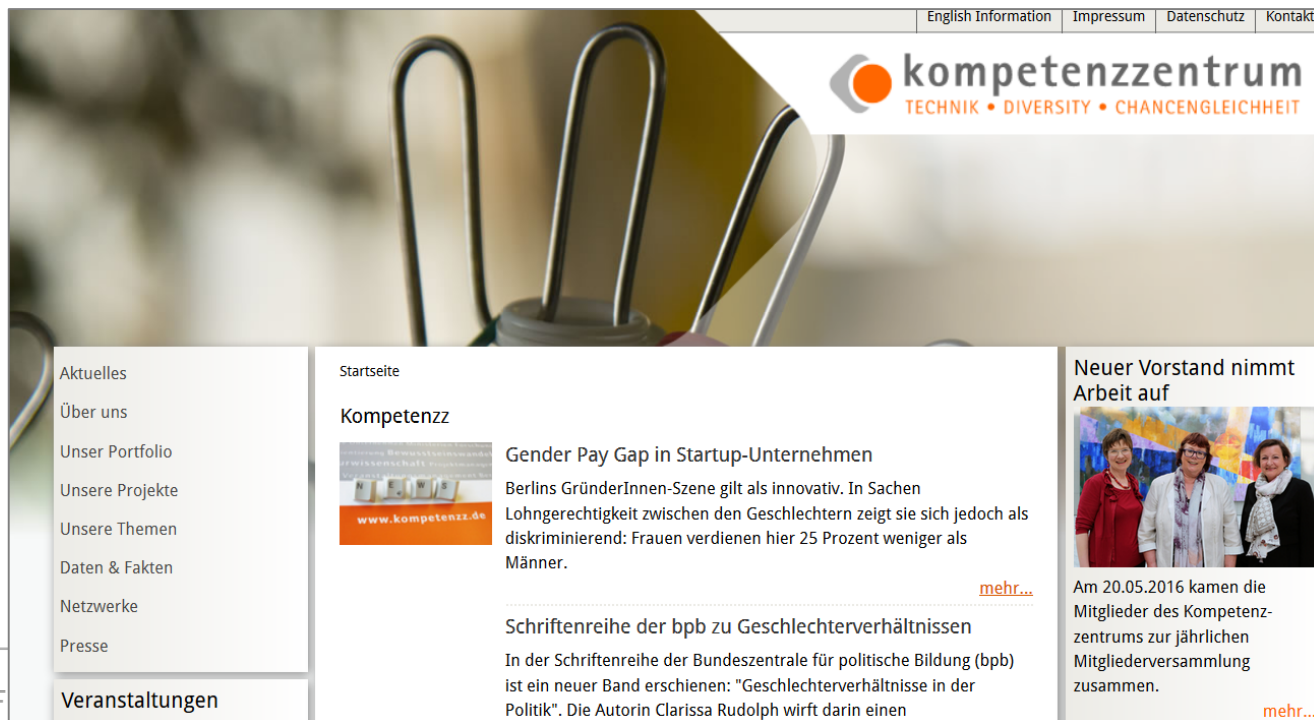 English Information
Impressum
Datenschutz
Kontakt
kompetenzzentrum
TECHNIK • DIVERSITY • CHANCENGLEICHHEIT
Aktuelles
Über uns
Unser Portfolio
Unsere Projekte
Unsere Themen
Daten & Fakten
Netzwerke
Presse
Veranstaltungen
Startseite
Kompetenzz
NEWS
www.kompetenzz.de
Gender Pay Gap in Startup-Unternehmen
Berlins GründerInnen-Szene gilt als innovativ. In Sachen
Lohngerechtigkeit zwischen den Geschlechtern zeigt sie sich jedoch als
diskriminierend: Frauen verdienen hier 25 Prozent weniger als
Männer.
mehr...
Schriftenreihe der bpb zu Geschlechterverhältnissen
In der Schriftenreihe der Bundeszentrale für politische Bildung (bpb)
ist ein neuer Band erschienen: "Geschlechterverhältnisse in der
Politik". Die Autorin Clarissa Rudolph wirft darin einen
Neuer Vorstand nimmt
Arbeit auf
Am 20.05.2016 kamen die
Mitglieder des Kompetenz-
zentrums zur jährlichen
Mitgliederversammlung
zusammen.
mehr...